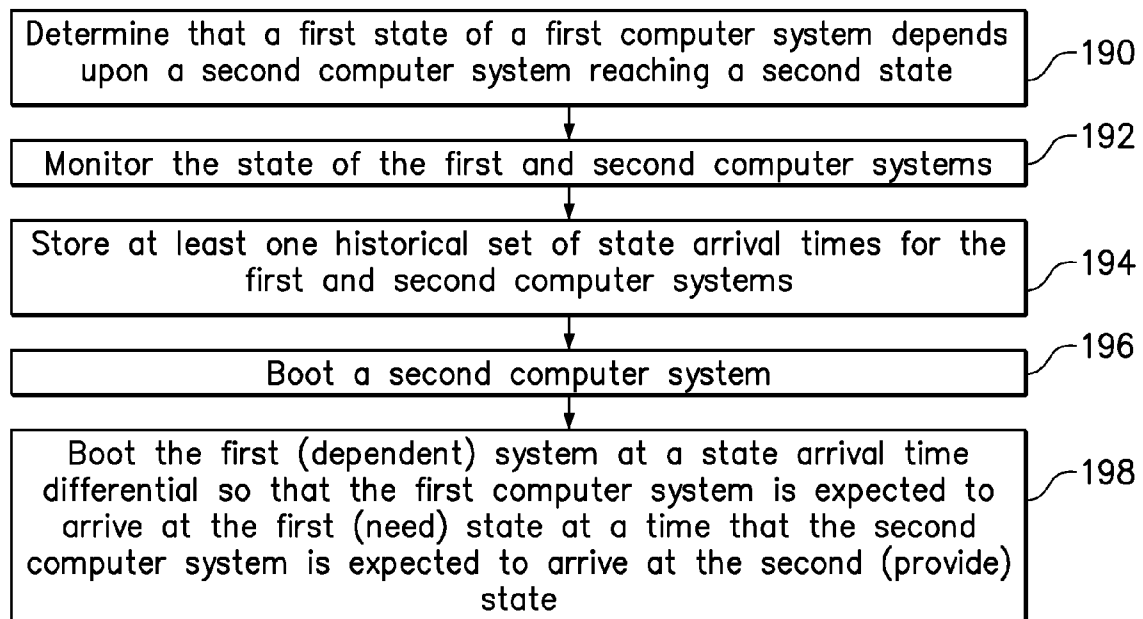 Determine that a first state of a first computer system depends
upon a second computer system reaching a second state
190
Monitor the state of the first and second computer systems
192
Store at least one historical set of state arrival times for the
first and second computer systems
194
Boot a second computer system
196
Boot the first (dependent) system at a state arrival time
differential so that the first computer system is expected to
arrive at the first (need) state at a time that the second
computer system is expected to arrive at the second (provide)
state
198